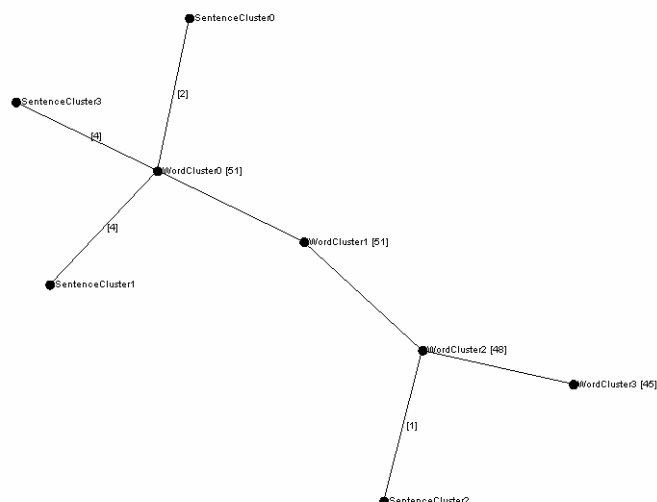 SentenceCluster0
[2]
SentenceCluster3
[4]
WordCluster0 [51]
[4]
WordCluster1 [51]
SentenceCluster1
WordCluster2 [48]
WordCluster3 [45]
[1]
SentenceCluster2